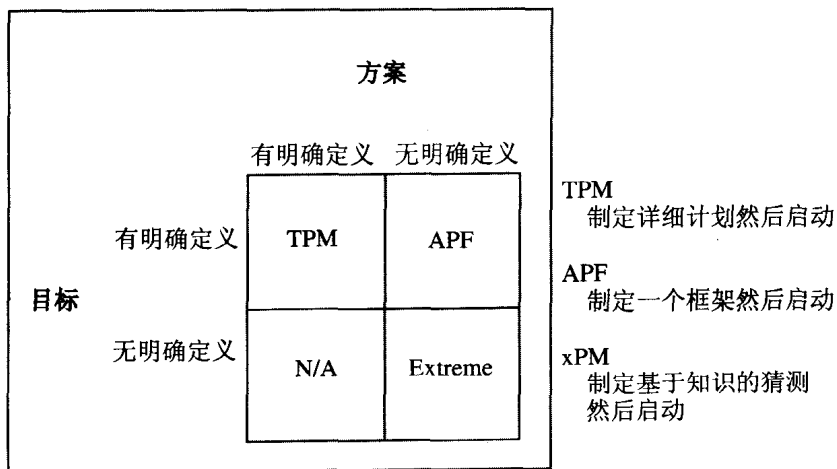 方案
有明确定义 无明确定义
有明确定义 TPM APF
目标
无明确定义 N/A Extreme
TPM
制定详细计划然后启动
APF
制定一个框架然后启动
xPM
制定基于知识的猜测
然后启动